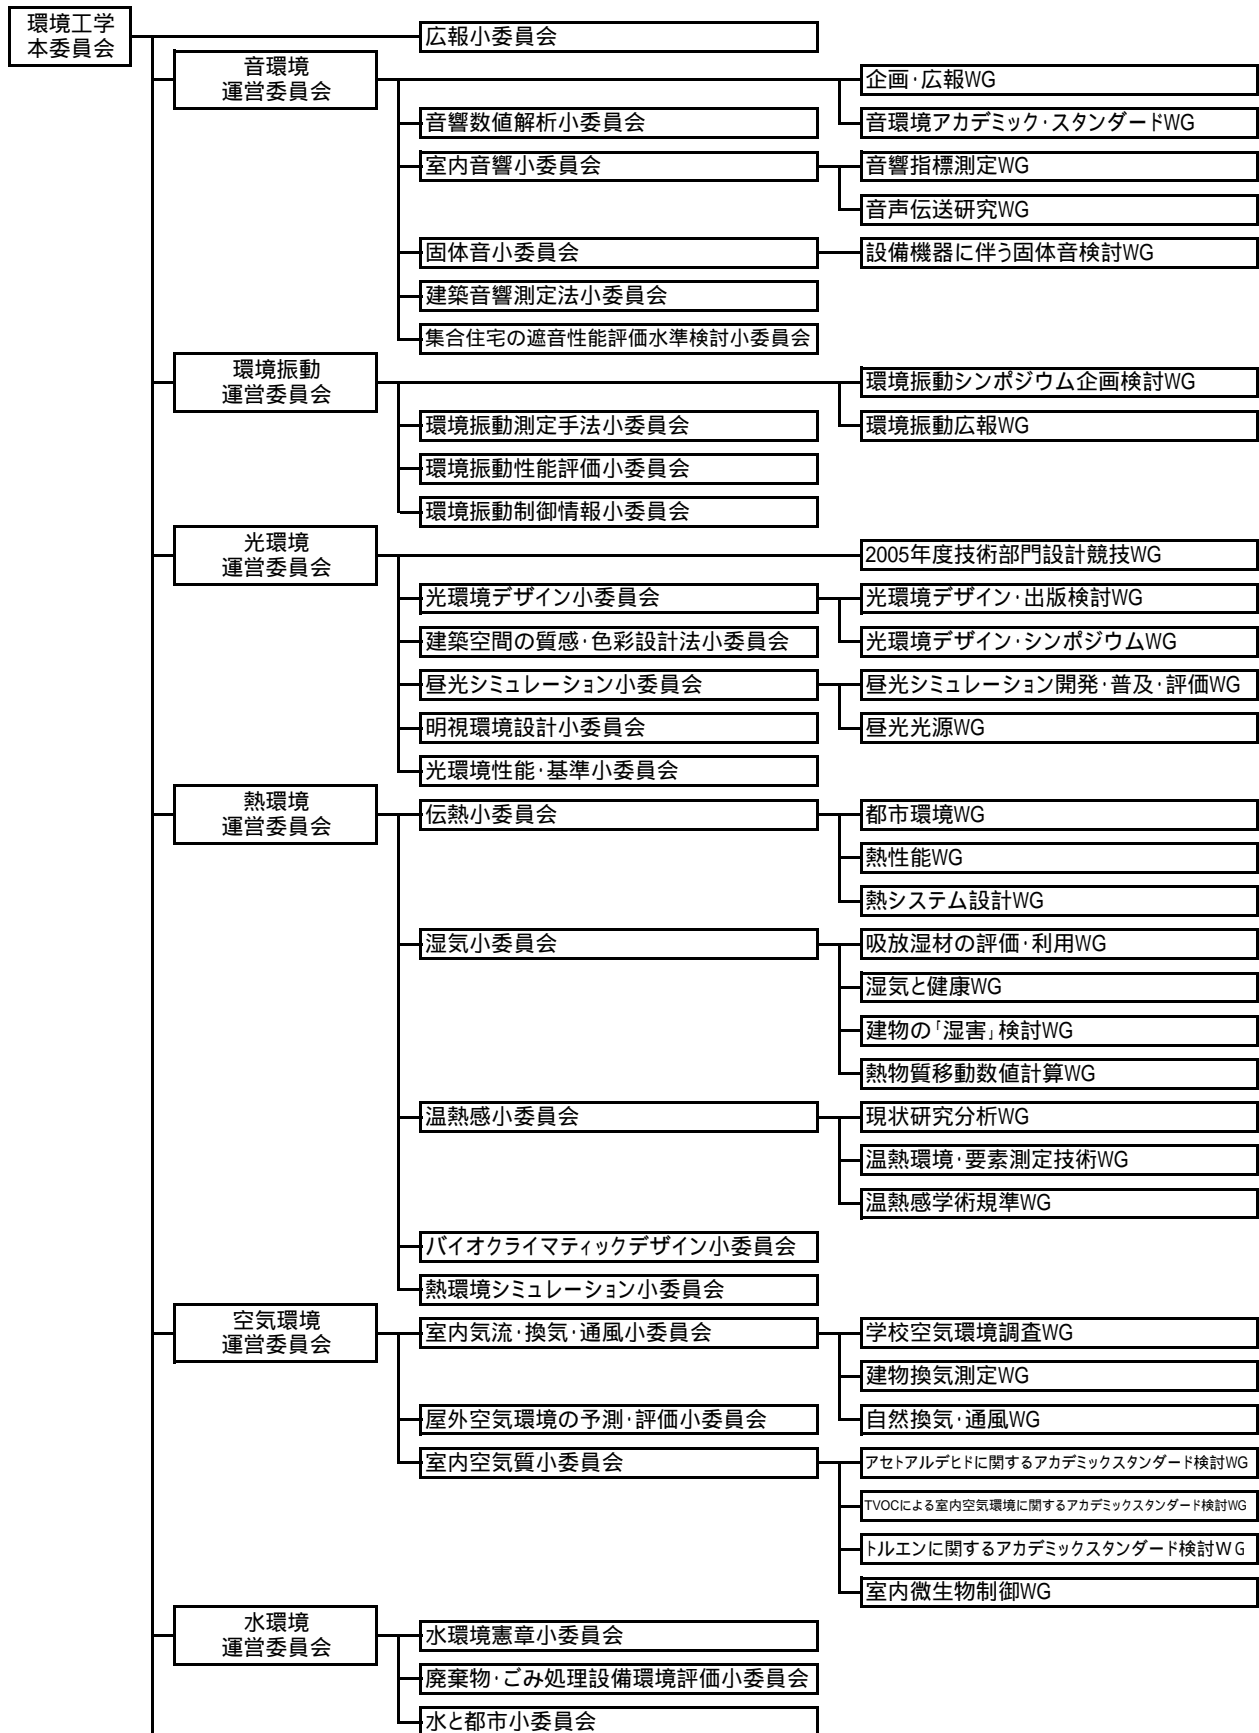 環境工学
本委員会
広報小委員会
音環境
運営委員会
企画・広報WG
音響数値解析小委員会
音環境アカデミック・スタンダードWG
室内音響小委員会
音響指標測定WG
音声伝送研究WG
固体音小委員会
設備機器に伴う固体音検討WG
建築音響測定法小委員会
集合住宅の遮音性能評価水準検討小委員会
環境振動
運営委員会
環境振動シンポジウム企画検討WG
環境振動測定手法小委員会
環境振動広報WG
環境振動性能評価小委員会
環境振動制御情報小委員会
光環境
運営委員会
2005年度技術部門設計競技WG
光環境デザイン小委員会
光環境デザイン・出版検討WG
建築空間の質感・色彩設計法小委員会
光環境デザイン・シンポジウムWG
昼光シミュレーション小委員会
昼光シミュレーション開発・普及・評価WG
明視環境設計小委員会
昼光光源WG
光環境性能・基準小委員会
熱環境
運営委員会
伝熱小委員会
都市環境WG
熱性能WG
熱システム設計WG
湿気小委員会
吸放湿材の評価・利用WG
湿気と健康WG
建物の「湿害」検討WG
熱物質移動数値計算WG
温熱感小委員会
現状研究分析WG
温熱環境・要素測定技術WG
温熱感学術規準WG
バイオクライマティックデザイン小委員会
熱環境シミュレーション小委員会
空気環境
運営委員会
室内気流・換気・通風小委員会
学校空気環境調査WG
建物換気測定WG
屋外空気環境の予測・評価小委員会
自然換気・通風WG
室内空気質小委員会
アセトアルデヒドに関するアカデミックスタンダード検討WG
TVOCによる室内空気環境に関するアカデミックスタンダード検討WG
トルエンに関するアカデミックスタンダード検討WG
室内微生物制御WG
水環境
運営委員会
水環境憲章小委員会
廃棄物・ごみ処理設備環境評価小委員会
水と都市小委員会